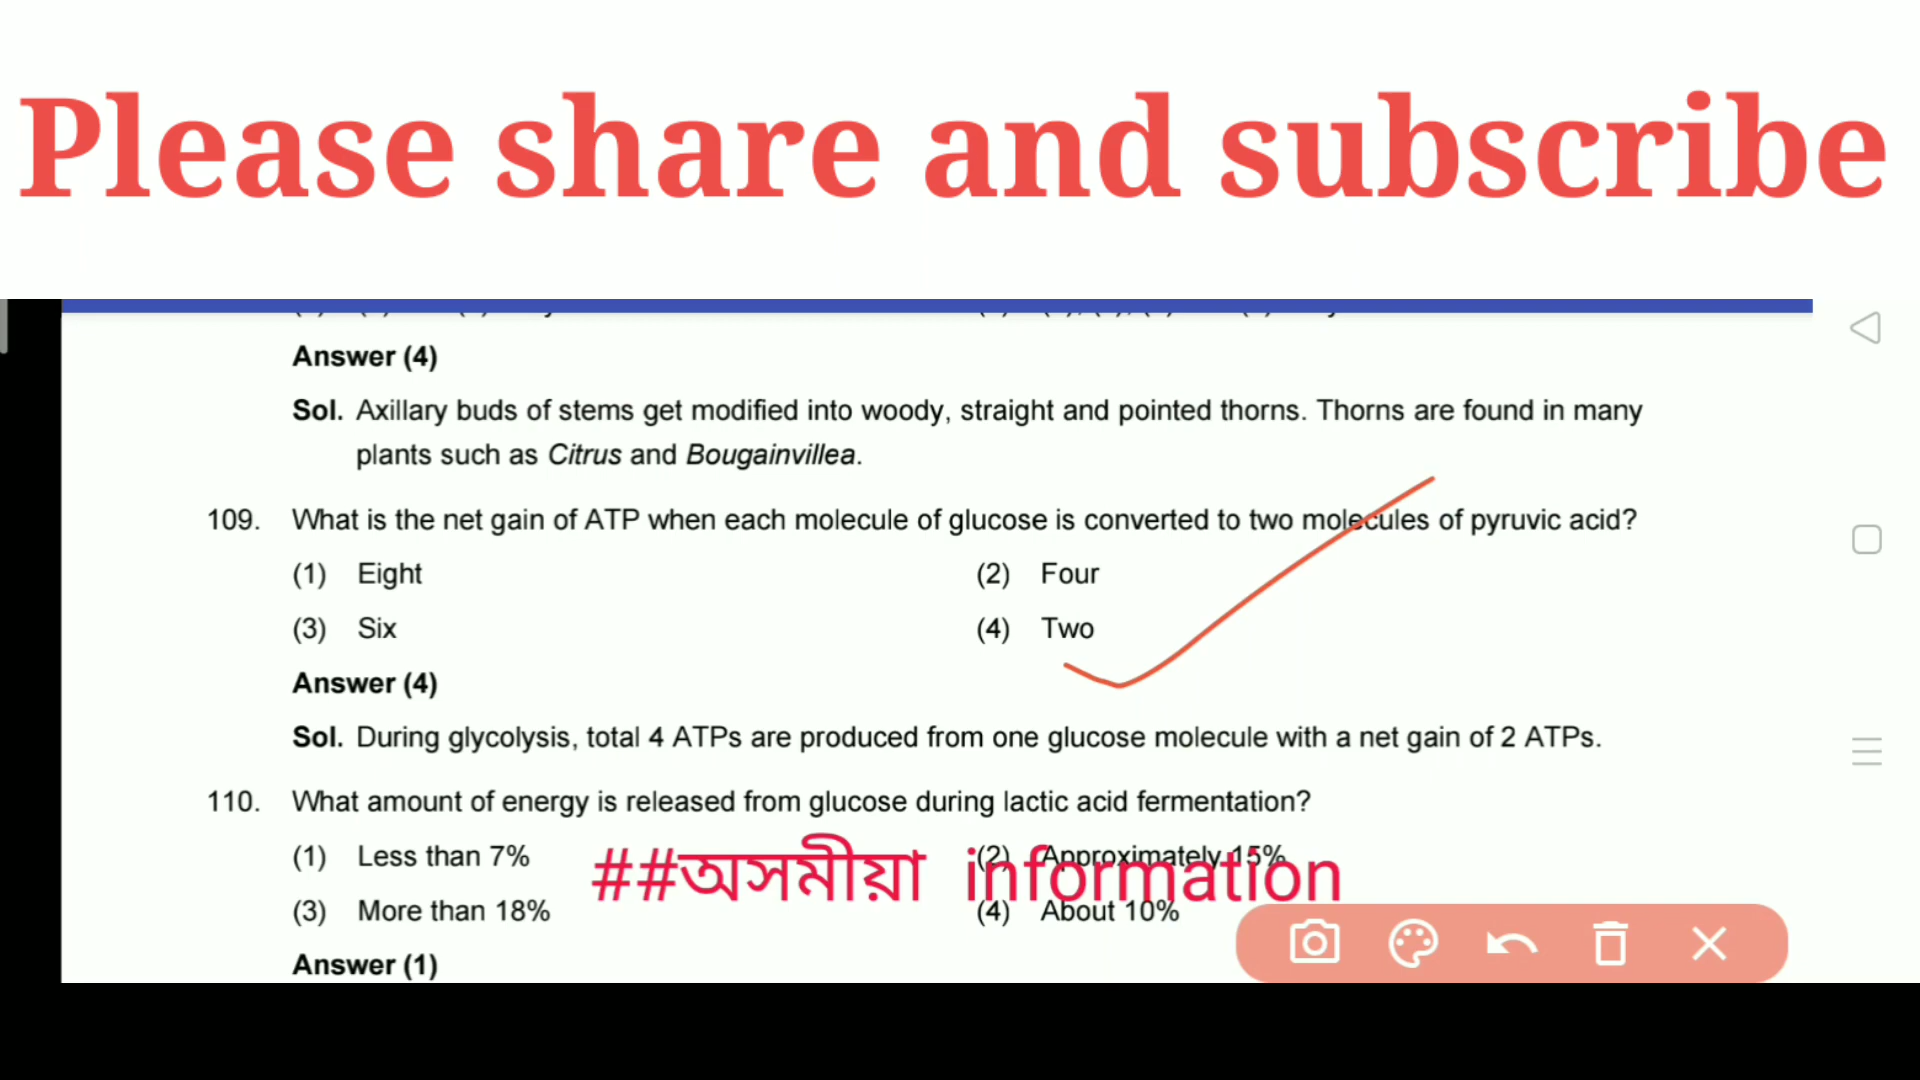 Please share and subscribe
Answer (4)
Sol. Axillary buds of stems get modified into woody, straight and pointed thorns. Thorns are found in many
plants such as Citrus and Bougainvillea.
109. What is the net gain of ATP when each molecule of glucose is converted to two molecules of pyruvic acid?
(1) Eight (2) Four
(3) Six (4) Two
Answer (4)
Sol. During glycolysis, total 4 ATPs are produced from one glucose molecule with a net gain of 2 ATPs.
110. What amount of energy is released from glucose during lactic acid fermentation?
(1) Less than 7% (2) Approximately 15%
##অসমীয়া information
(3) More than 18% (4) About 10%
Answer (1)